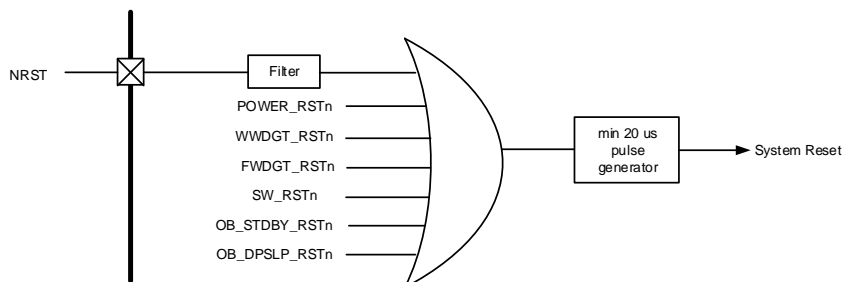 NRST
Filter
POWER_RSTn
WWDGT_RSTn
FWDGT_RSTn
SW_RSTn
OB_STDBY_RSTn
OB_DPSLP_RSTn
min 20 us
pulse
generator
System Reset